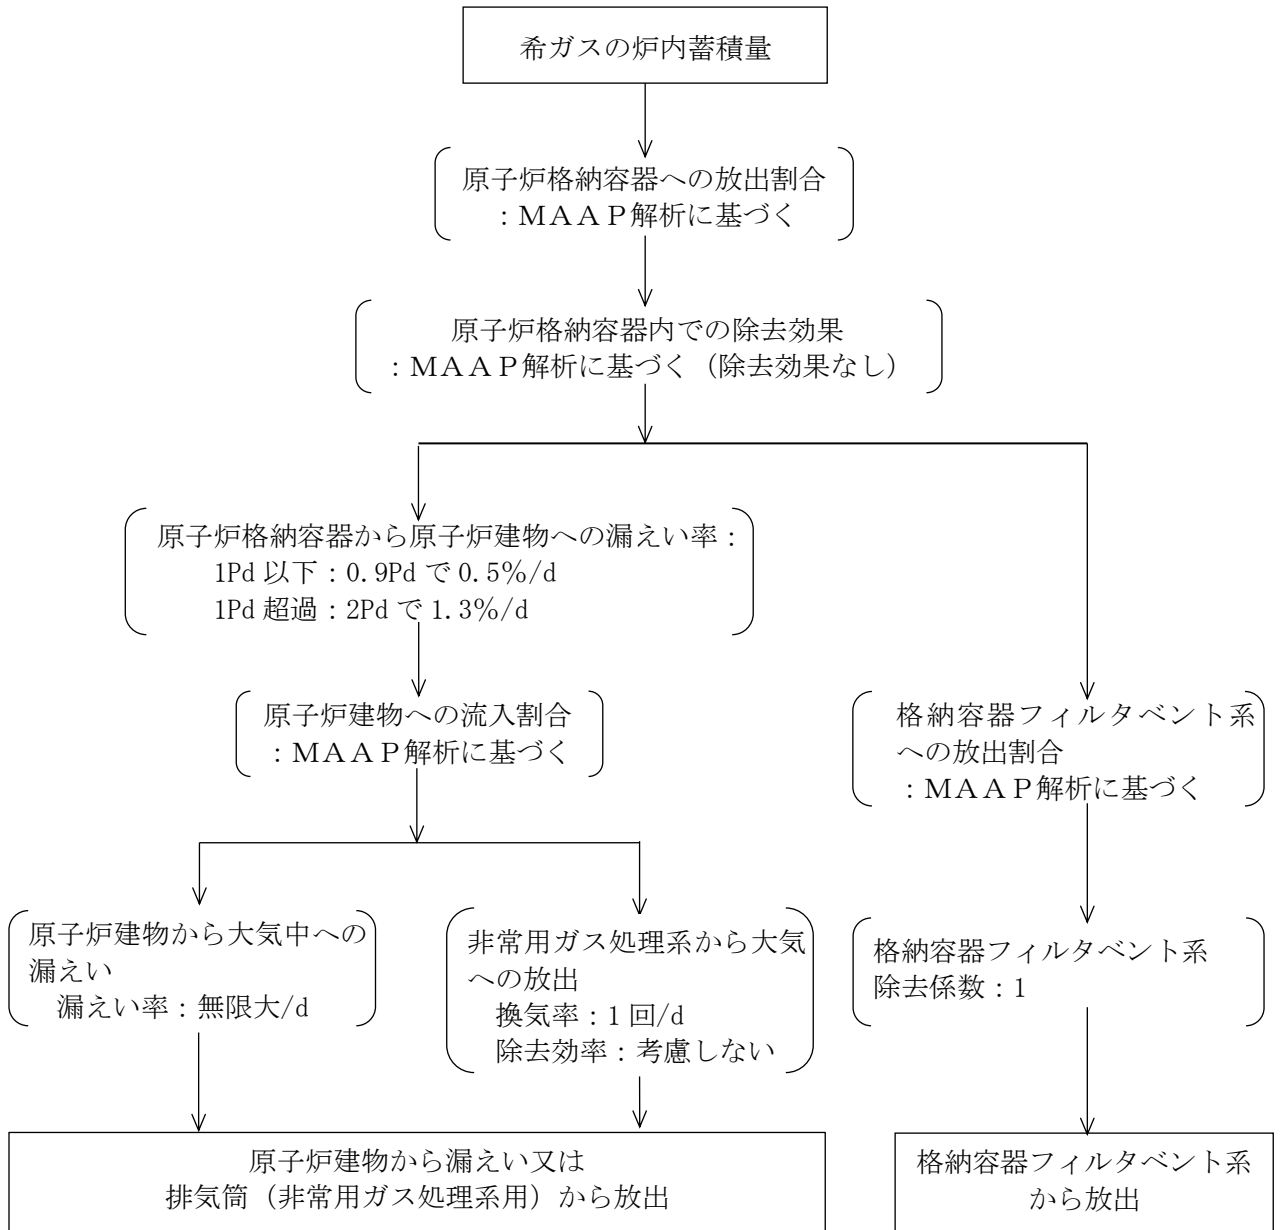 希ガスの炉内蓄積量
原子炉格納容器への放出割合
：ＭＡＡＰ解析に基づく
原子炉格納容器内での除去効果
：ＭＡＡＰ解析に基づく（除去効果なし）
原子炉格納容器から原子炉建物への漏えい率：
1Pd 以下：0.9Pd で 0.5%/d
1Pd 超過：2Pd で 1.3%/d
原子炉建物への流入割合
：ＭＡＡＰ解析に基づく
格納容器フィルタベント系
への放出割合
：ＭＡＡＰ解析に基づく
原子炉建物から大気中への
漏えい
漏えい率：無限大/d
非常用ガス処理系から大気
への放出
換気率：1 回/d
除去効率：考慮しない
格納容器フィルタベント系
除去係数：1
原子炉建物から漏えい又は
排気筒（非常用ガス処理系用）から放出
格納容器フィルタベント系
から放出